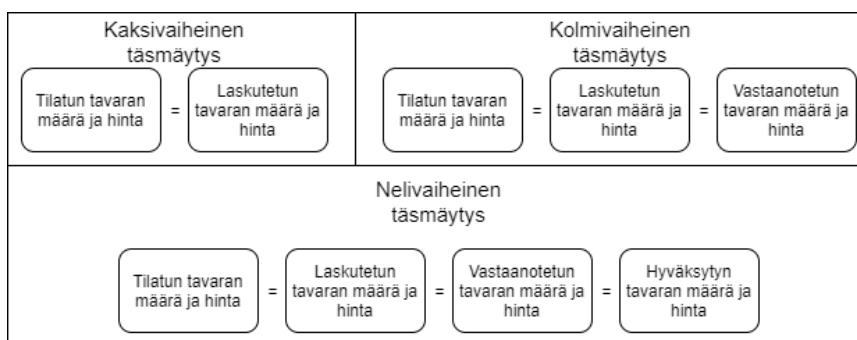 Kaksivaiheinen
täsmäytys
Tilatun tavaran
määrä ja hinta
=
Laskutetun
tavaran määrä ja
hinta
Kolmivaiheinen
täsmäytys
Tilatun tavaran
määrä ja hinta
=
Laskutetun
tavaran määrä ja
hinta
=
Vastaanotetun
tavaran määrä ja
hinta
Nelivaiheinen
täsmäytys
Tilatun tavaran
määrä ja hinta
=
Laskutetun
tavaran määrä ja
hinta
=
Vastaanotetun
tavaran määrä ja
hinta
=
Hyväksytyn
tavaran määrä ja
hinta